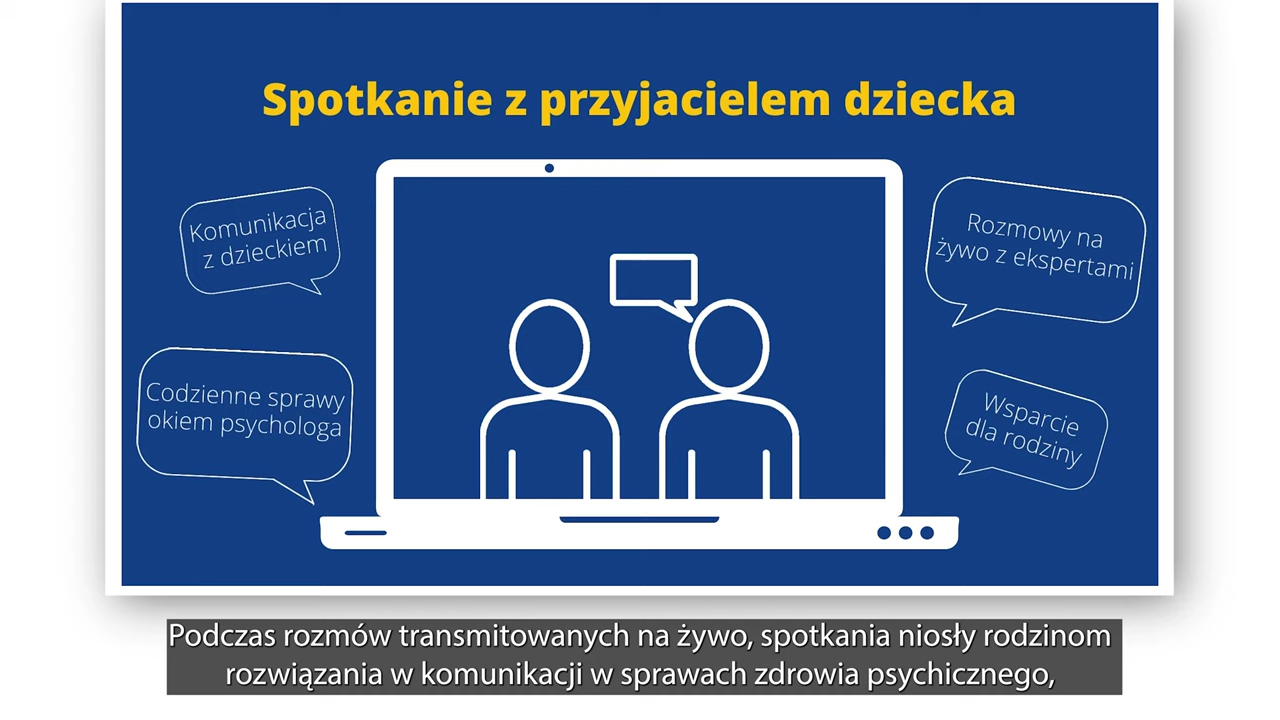 Spotkanie z przyjacielem dziecka
Komunikacja
z dzieckiem
Rozmowy na
żywo z ekspertami
Codzienne sprawy
okiem psychologa
Wsparcie
dla rodziny
Podczas rozmów transmitowanych na żywo, spotkania niosły rodzinom
rozwiązania w komunikacji w sprawach zdrowia psychicznego,